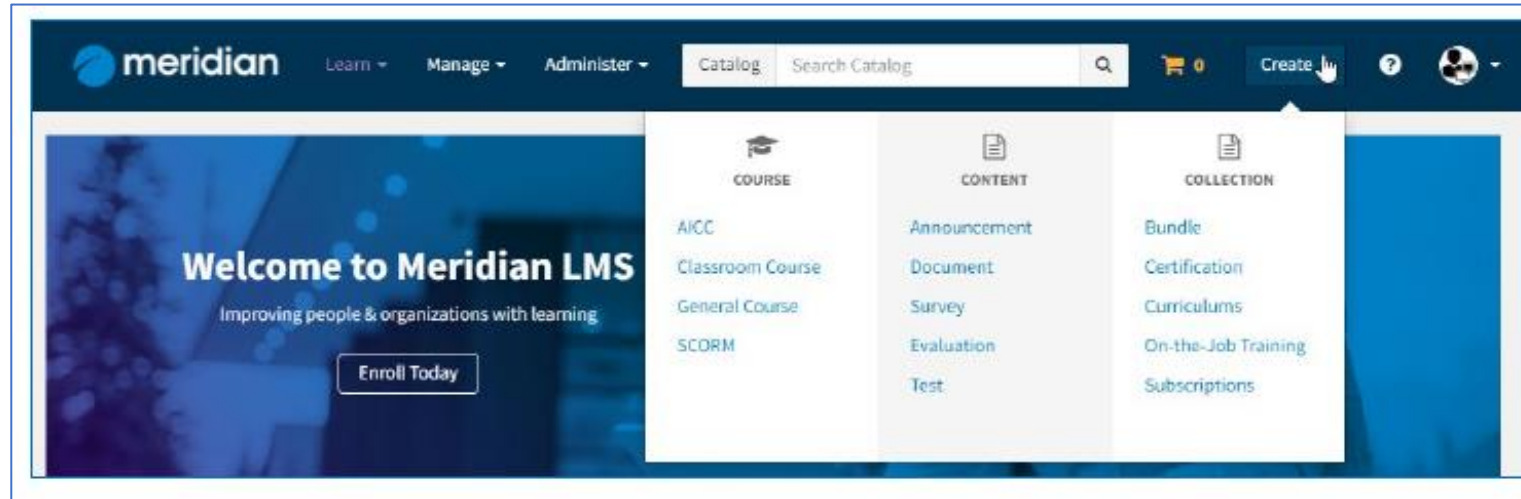 meridian Learn Manage Administer Catalog Search Catalog 0 Create ?
COURSE
AICC
Classroom Course
General Course
SCORM
CONTENT
Announcement
Document
Survey
Evaluation
Test
COLLECTION
Bundle
Certification
Curriculums
On-the-Job Training
Subscriptions
Welcome to Meridian LMS
Improving people & organizations with learning
Enroll Today